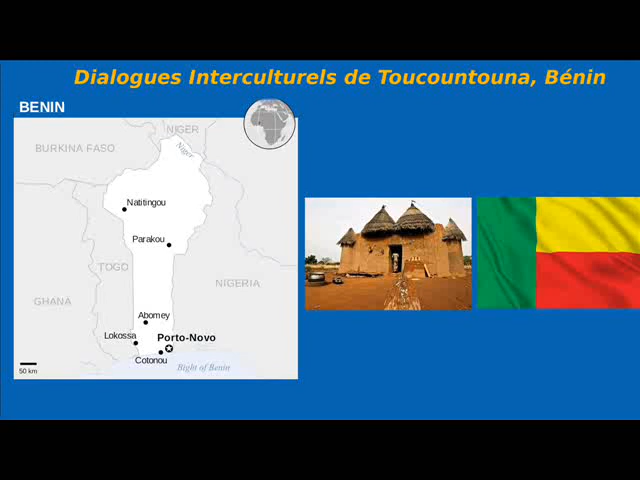 Dialogues Interculturels de Toucountouna, Bénin
BENIN
NIGER
Niger
BURKINA FASO
Natitingou
Parakou
TOGO
NIGERIA
GHANA
Abomey
Lokossa
Porto-Novo
Cotonou
Bight of Benin
50 km